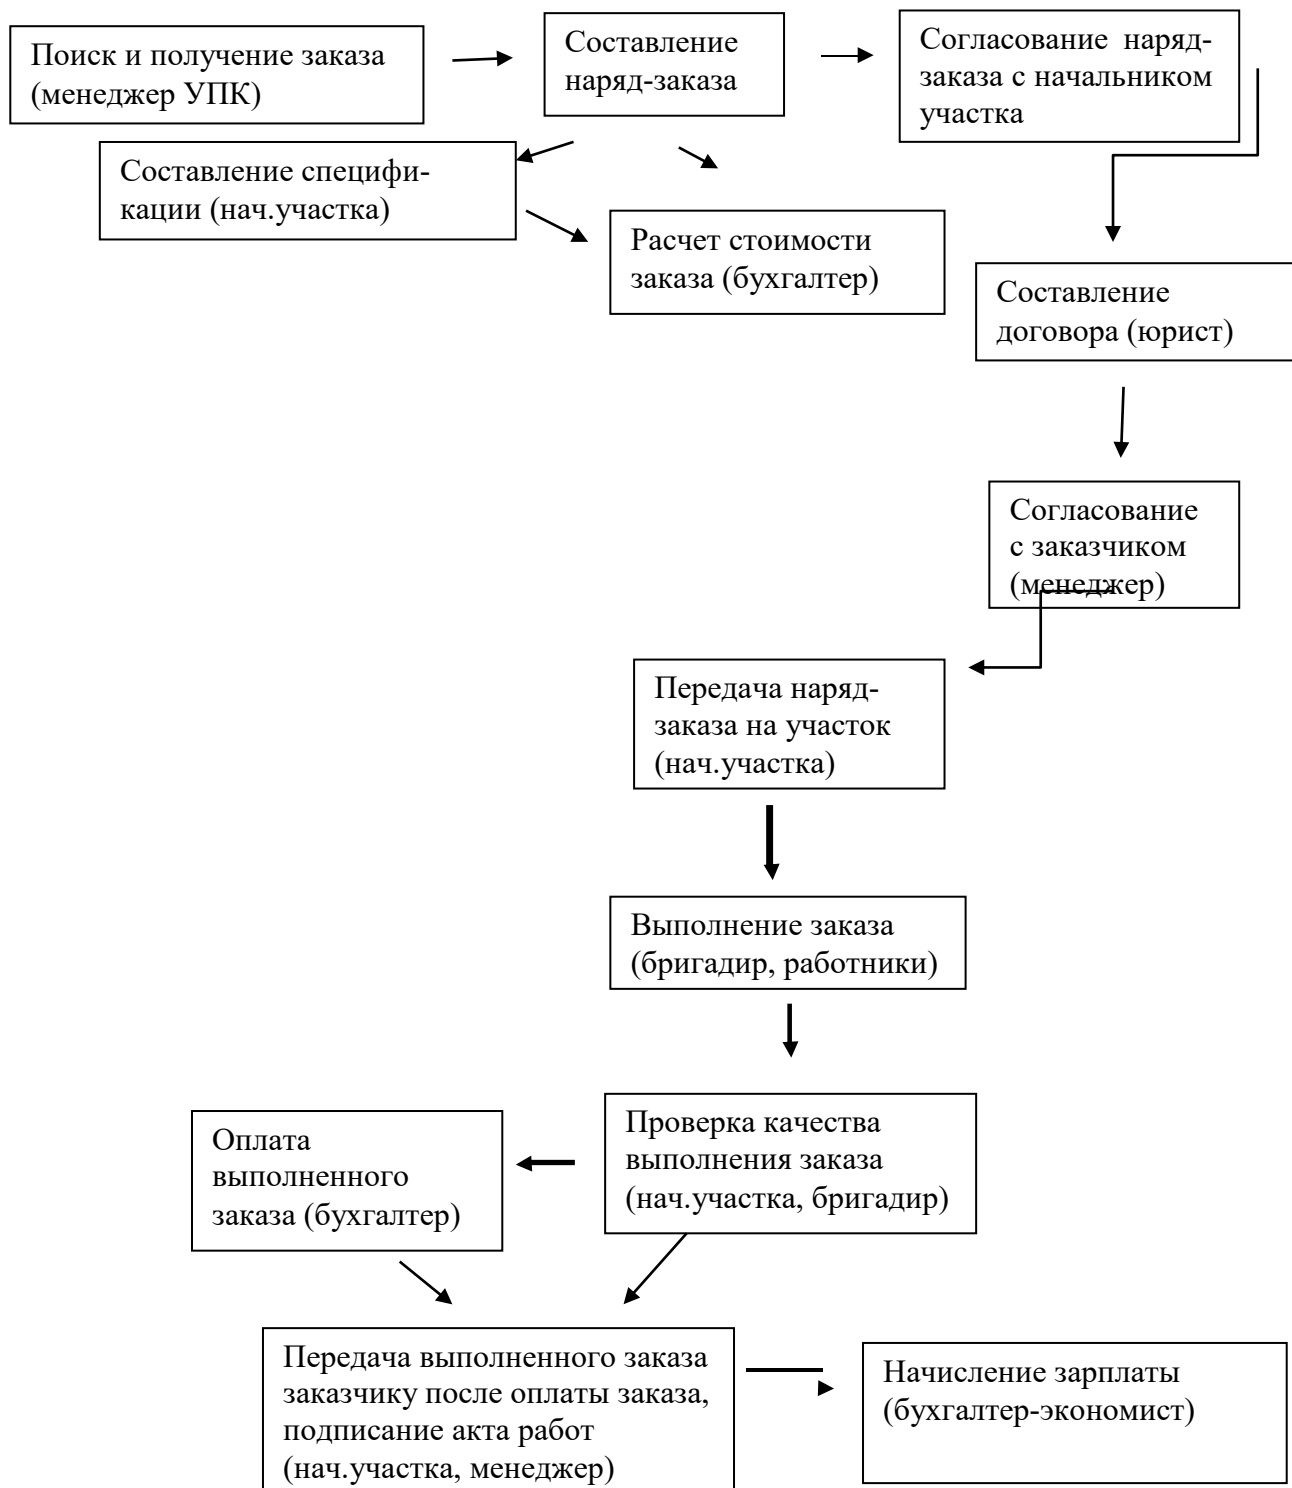 Поиск и получение заказа
(менеджер УПК)
Составление
наряд-заказа
Согласование наряд-
заказа с начальником
участка
Составление специфи-
кации (нач.участка)
Расчет стоимости
заказа (бухгалтер)
Составление
договора (юрист)
Согласование
с заказчиком
(менеджер)
Передача наряд-
заказа на участок
(нач.участка)
Выполнение заказа
(бригадир, работники)
Оплата
выполненного
заказа (бухгалтер)
Проверка качества
выполнения заказа
(нач.участка, бригадир)
Передача выполненного заказа
заказчику после оплаты заказа,
подписание акта работ
(нач.участка, менеджер)
Начисление зарплаты
(бухгалтер-экономист)